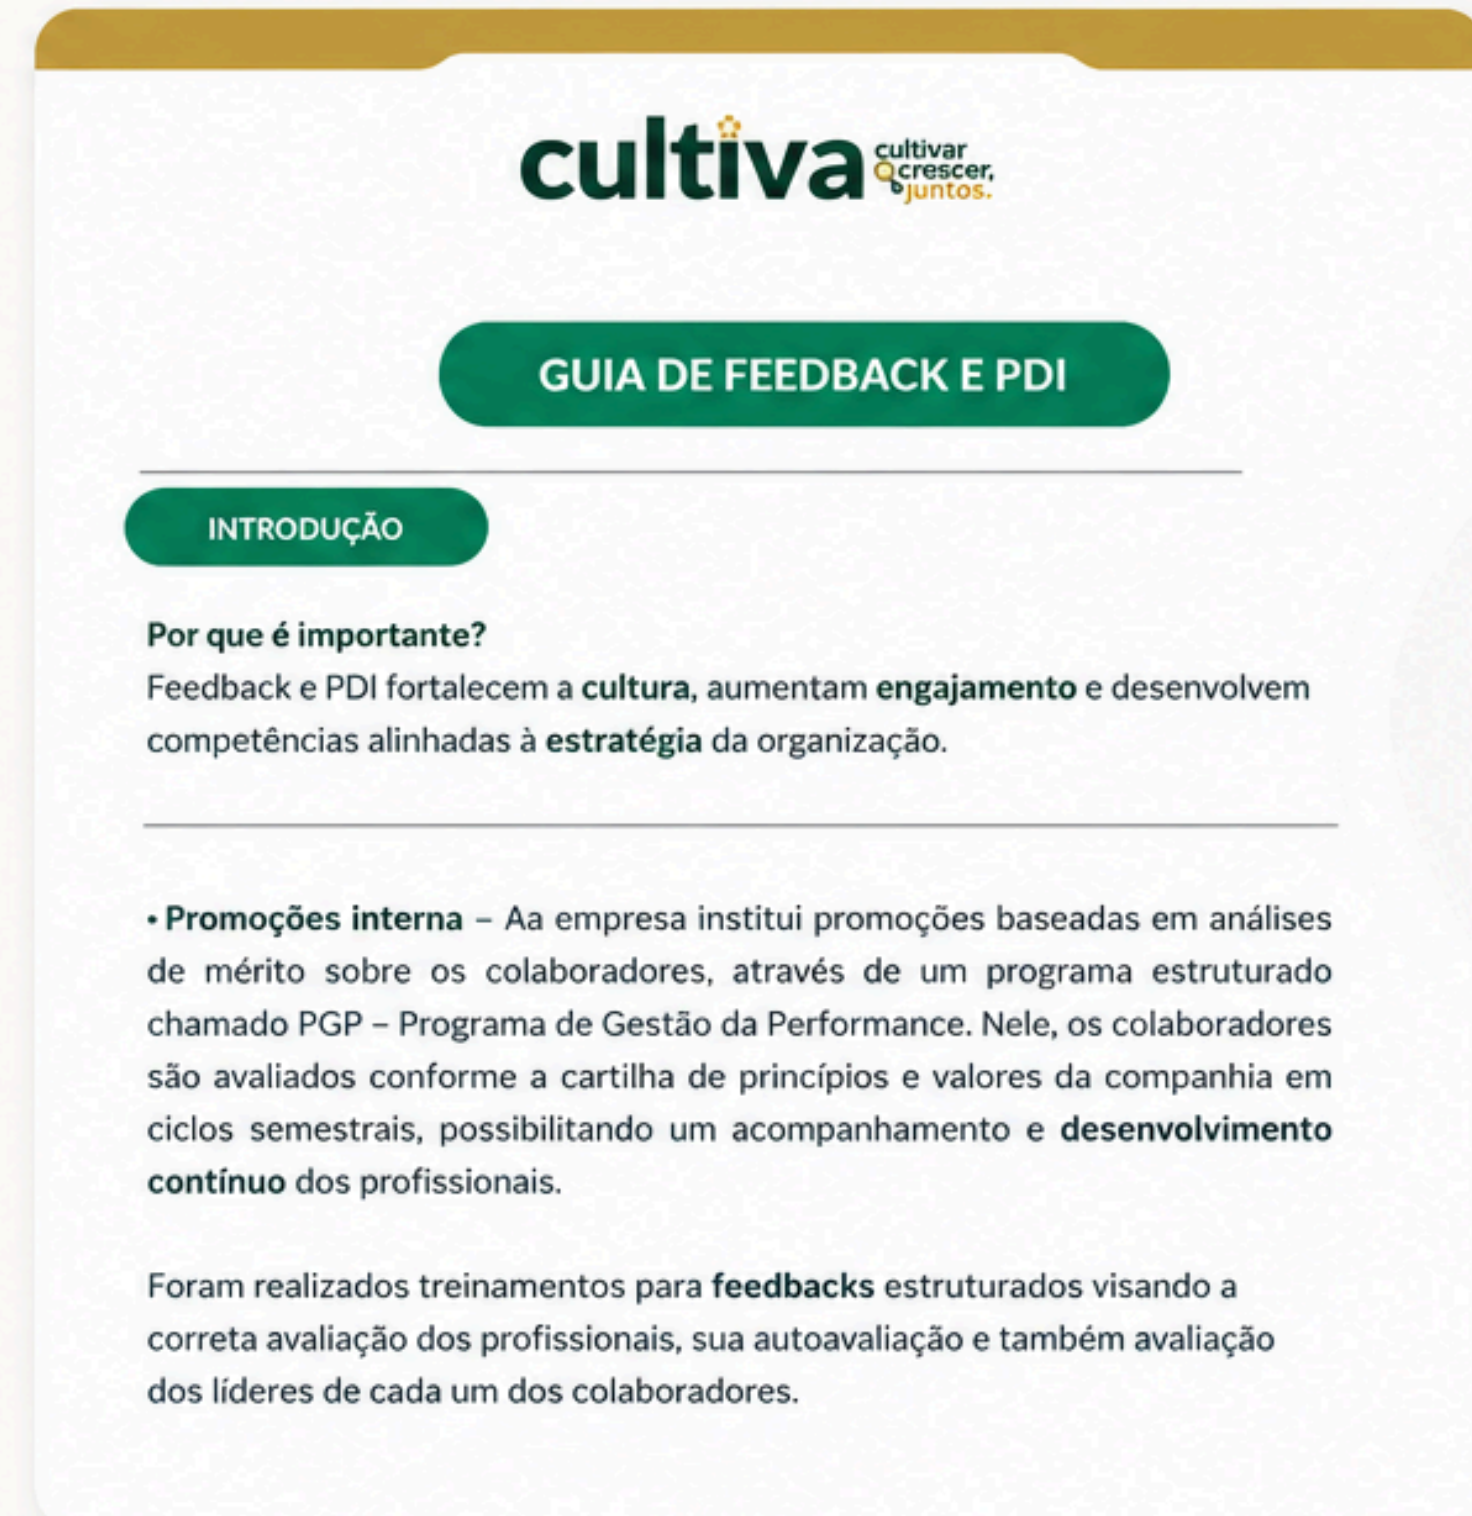 cultiva
cultivar
crescer,
juntos.
GUIA DE FEEDBACK E PDI
INTRODUÇÃO
Por que é importante?
Feedback e PDI fortalecem a cultura, aumentam engajamento e desenvolvem
competências alinhadas à estratégia da organização.
• Promoções interna – Aa empresa institui promoções baseadas em análises
de mérito sobre os colaboradores, através de um programa estruturado
chamado PGP – Programa de Gestão da Performance. Nele, os colaboradores
são avaliados conforme a cartilha de princípios e valores da companhia em
ciclos semestrais, possibilitando um acompanhamento e desenvolvimento
contínuo dos profissionais.
Foram realizados treinamentos para feedbacks estruturados visando a
correta avaliação dos profissionais, sua autoavaliação e também avaliação
dos líderes de cada um dos colaboradores.